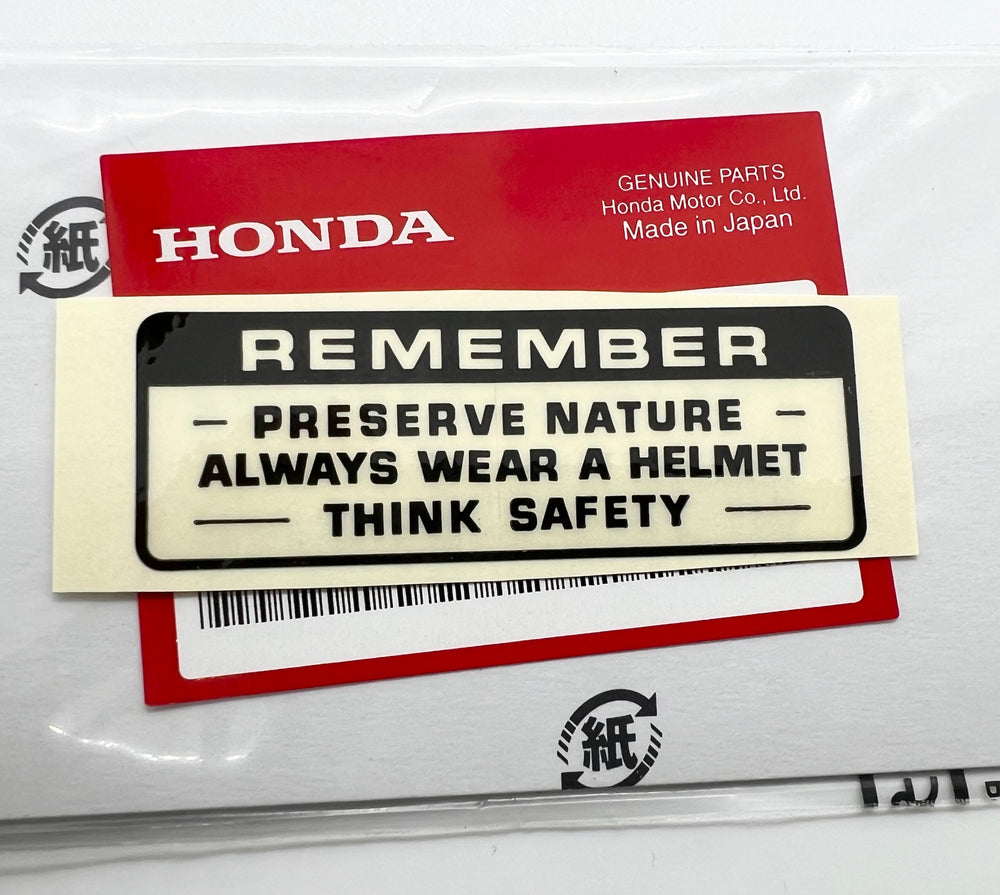 紙
HONDA
GENUINE PARTS
Honda Motor Co., Ltd.
Made in Japan
REMEMBER
- PRESERVE NATURE -
ALWAYS WEAR A HELMET
— THINK SAFETY —
紙